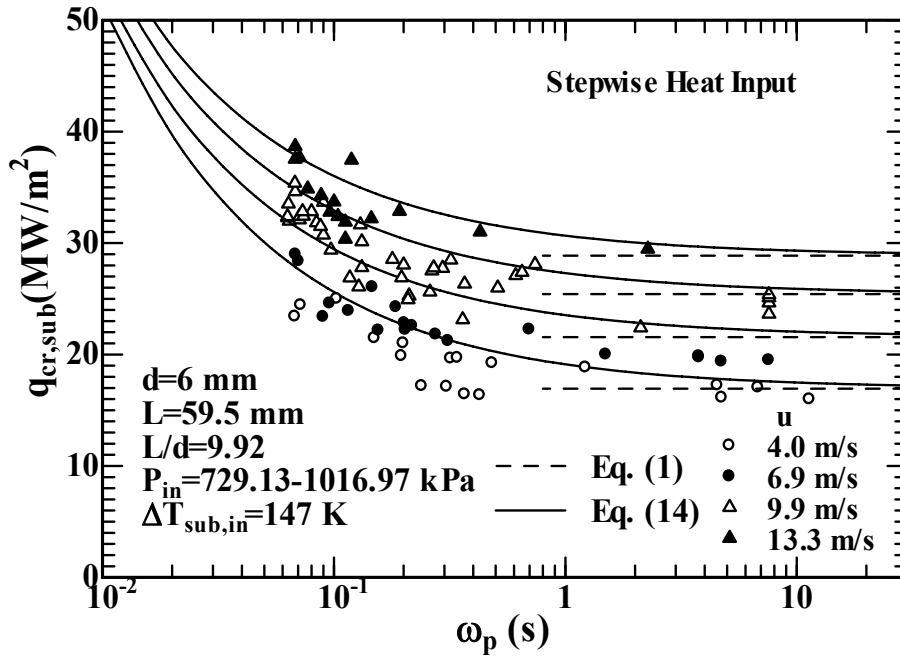 50
40
30
20
10
0
q_cr,sub(MW/m²)
Stepwise Heat Input
d=6 mm
L=59.5 mm
L/d=9.92
P_in=729.13-1016.97 kPa
ΔT_sub,in=147 K
Eq. (1)
Eq. (14)
u
4.0 m/s
6.9 m/s
9.9 m/s
13.3 m/s
10⁻² 10⁻¹ 1 10
ω_p (s)